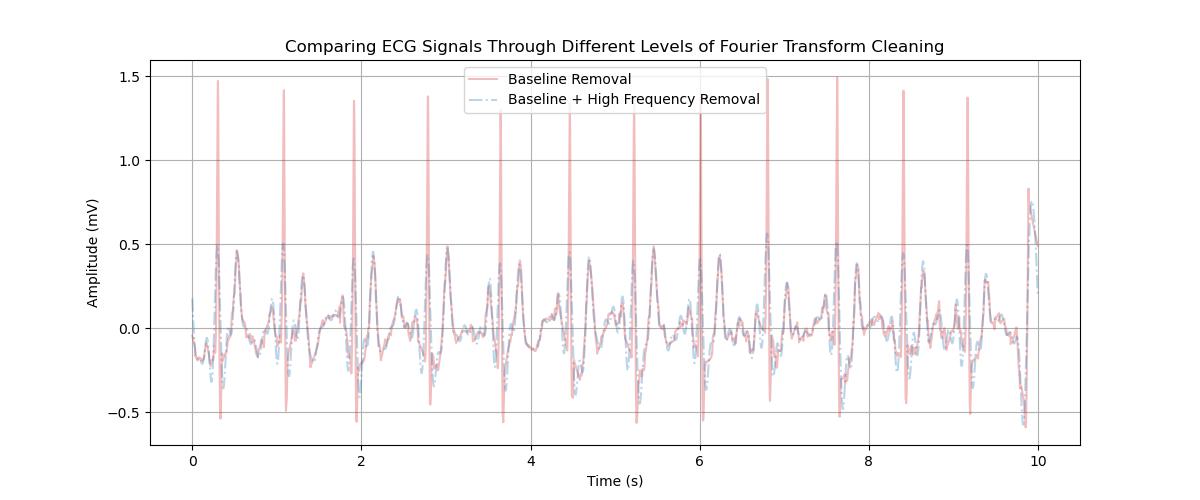 Comparing ECG Signals Through Different Levels of Fourier Transform Cleaning
Baseline Removal
Baseline + High Frequency Removal
1.5
1.0
0.5
0.0
−0.5
Amplitude (mV)
0 2 4 6 8 10
Time (s)